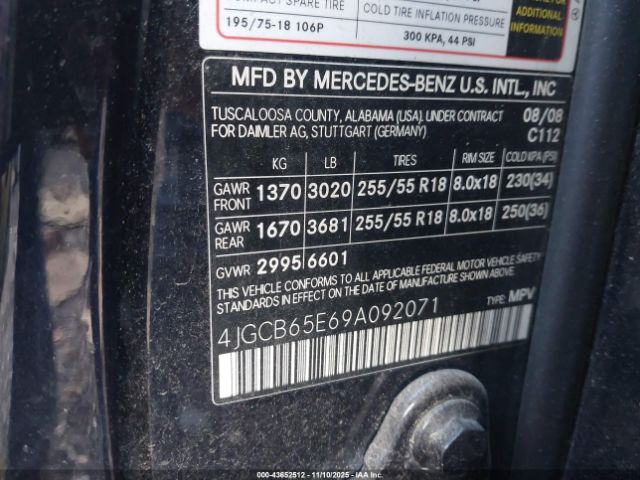 COMPACT SPARE TIRE
195/75-18 106P
COLD TIRE INFLATION PRESSURE
300 KPA, 44 PSI
ADDITIONAL
INFORMATION
MFD BY MERCEDES-BENZ U.S. INTL., INC
TUSCALOOSA COUNTY, ALABAMA (USA). UNDER CONTRACT 08/08
FOR DAIMLER AG, STUTTGART (GERMANY) C112
KG LB TIRES RIM SIZE COLD KPA (PSI)
GAWR FRONT 1370 3020 255/55 R18 8.0x18 230(34)
GAWR REAR 1670 3681 255/55 R18 8.0x18 250(36)
GVWR 2995 6601
THIS VEHICLE CONFORMS TO ALL APPLICABLE FEDERAL MOTOR VEHICLE SAFETY
STANDARDS IN EFFECT ON THE DATE OF MANUFACTURE SHOWN ABOVE.
4JGCB65E69A092071 TYPE: MPV
000-43652512 - 11/10/2025 - IAAI.COM